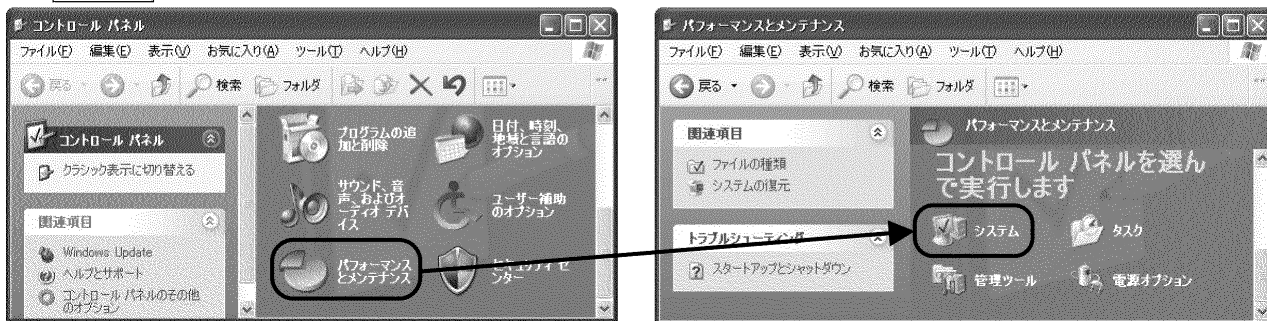 コントロール パネル
ファイル(F) 編集(E) 表示(V) お気に入り(A) ツール(T) ヘルプ(H)
戻る 検索 フォルダ
コントロール パネル
クラシック表示に切り替える
関連項目
Windows Update
ヘルプとサポート
コントロール パネルのその他
のオプション
プログラムの追
加と削除
日付、時刻、
地域と言語の
オプション
サウンド、音
声、およびオ
ーディオ デバ
イス
ユーザー補助
のオプション
パフォーマンス
とメンテナンス
セキュリティ セ
ンター
パフォーマンスとメンテナンス
ファイル(F) 編集(E) 表示(V) お気に入り(A) ツール(T) ヘルプ(H)
戻る 検索 フォルダ
関連項目
ファイルの種類
システムの復元
トラブルシューティング
スタートアップとシャットダウン
パフォーマンスとメンテナンス
コントロール パネルを選ん
で実行します
システム
タスク
管理ツール
電源オプション